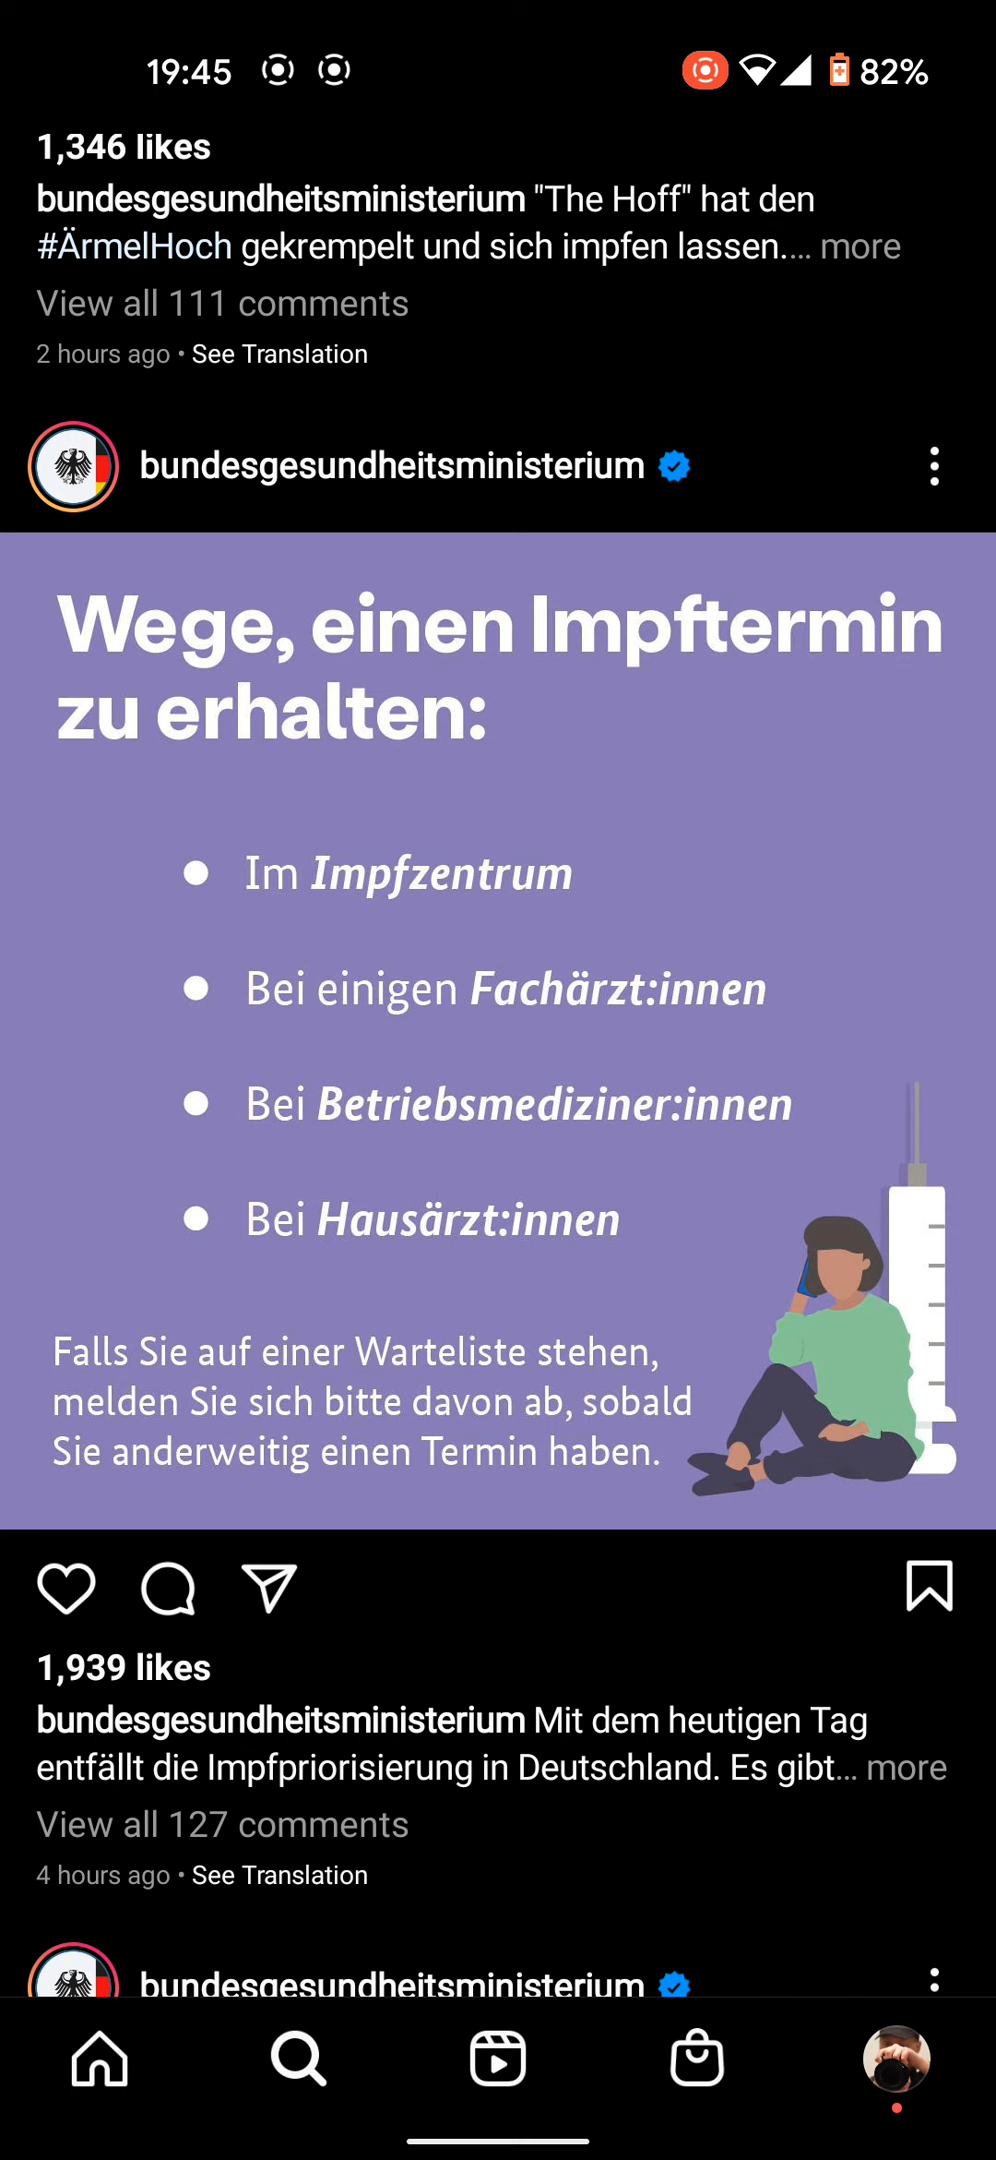 19:45
82%
1,346 likes
bundesgesundheitsministerium "The Hoff" hat den
#ÄrmelHoch gekrempelt und sich impfen lassen.... more
View all 111 comments
2 hours ago • See Translation
bundesgesundheitsministerium
Wege, einen Impftermin
zu erhalten:
• Im Impfzentrum
• Bei einigen Fachärzt:innen
• Bei Betriebsmediziner:innen
• Bei Hausärzt:innen
Falls Sie auf einer Warteliste stehen,
melden Sie sich bitte davon ab, sobald
Sie anderweitig einen Termin haben.
1,939 likes
bundesgesundheitsministerium Mit dem heutigen Tag
entfällt die Impfpriorisierung in Deutschland. Es gibt... more
View all 127 comments
4 hours ago • See Translation
bundesgesundheitsministerium